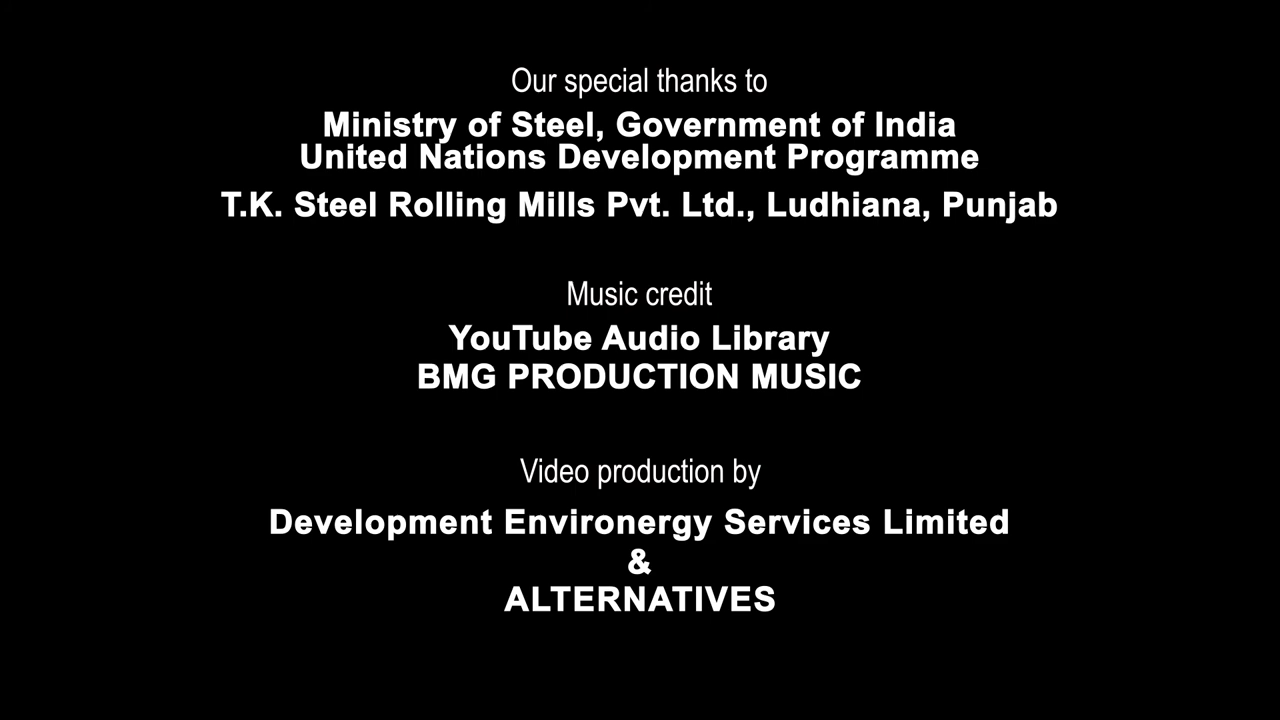 Our special thanks to
Ministry of Steel, Government of India
United Nations Development Programme
T.K. Steel Rolling Mills Pvt. Ltd., Ludhiana, Punjab
Music credit
YouTube Audio Library
BMG PRODUCTION MUSIC
Video production by
Development Environergy Services Limited
&
ALTERNATIVES